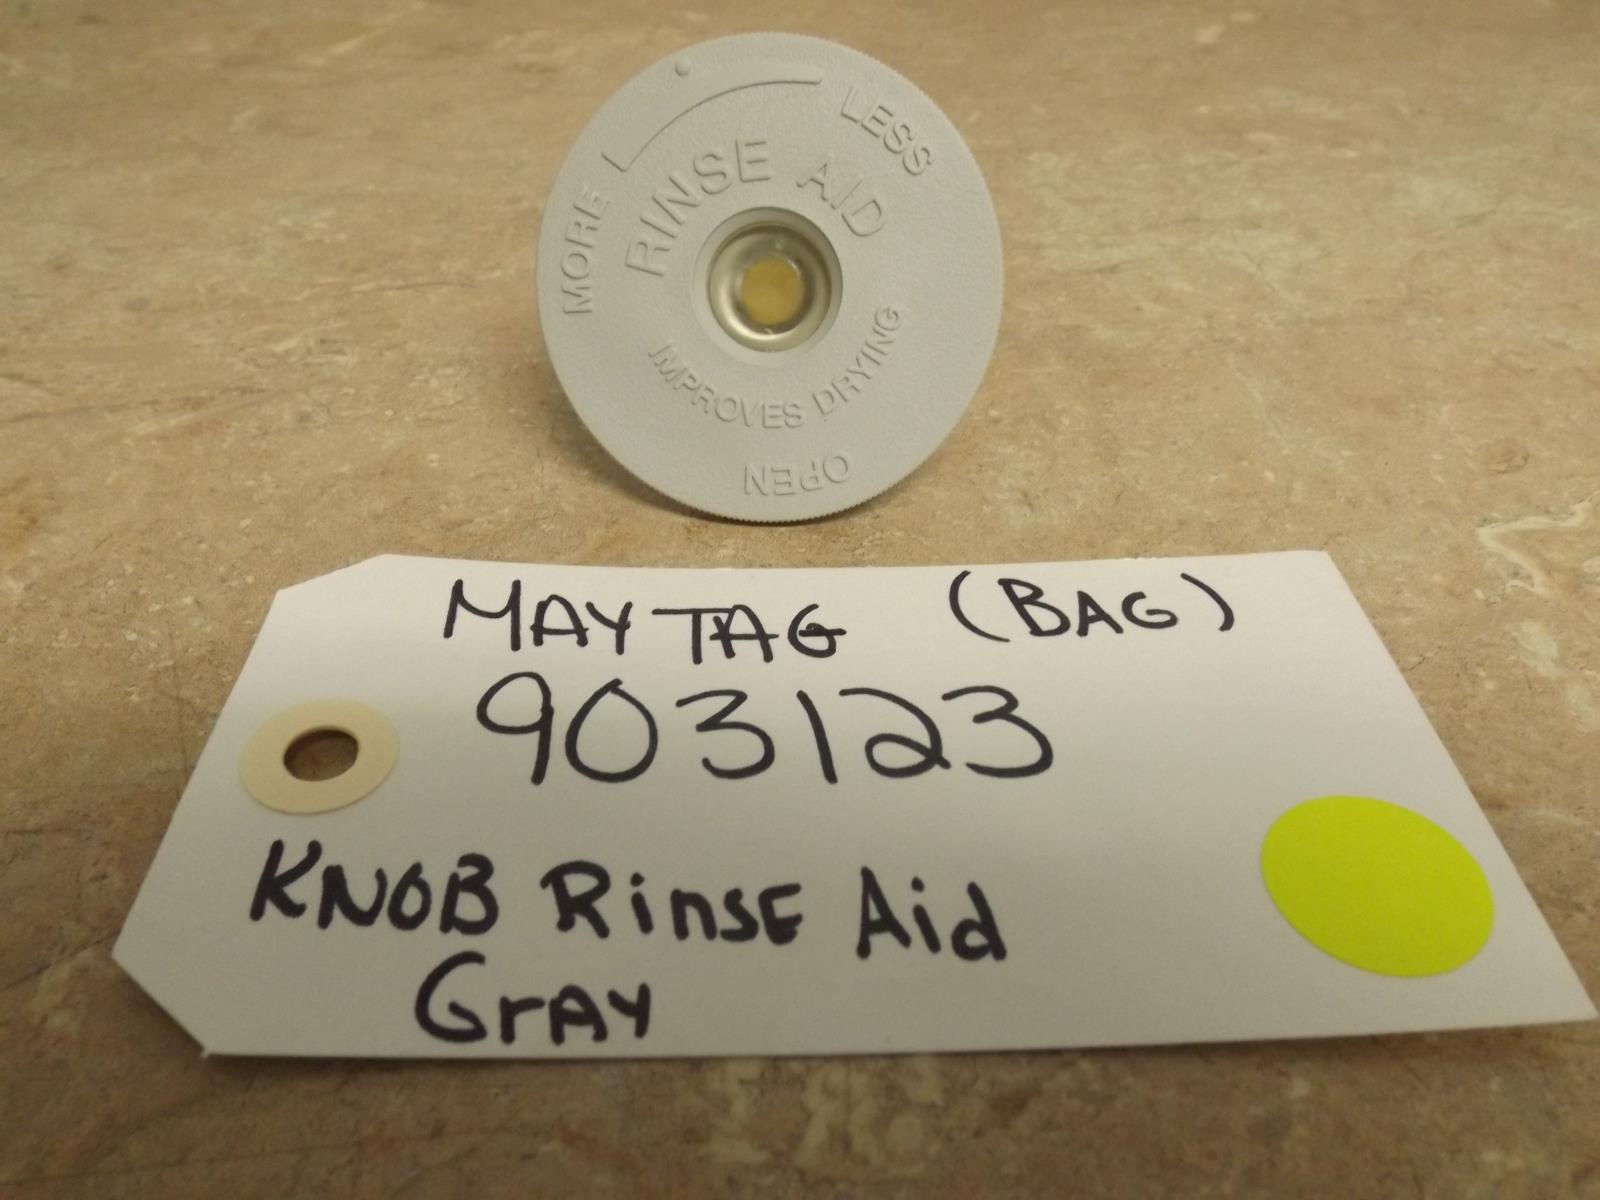 LESS
MORE
RINSE AID
IMPROVES DRYING
OPEN
MAYTAG (BAG)
903123
KNOB RinsE Aid
GrAY